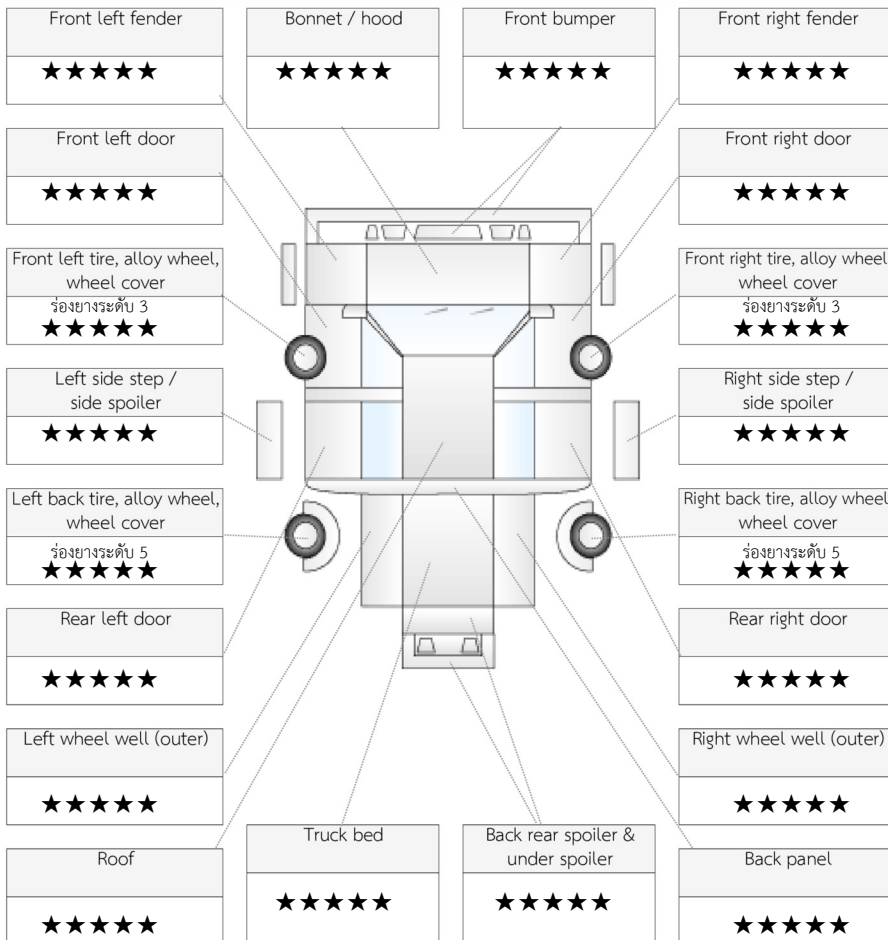 Front left fender
★★★★★
Bonnet / hood
★★★★★
Front bumper
★★★★★
Front right fender
★★★★★
Front left door
★★★★★
Front right door
★★★★★
Front left tire, alloy wheel,
wheel cover
ร่องยางระดับ 3
★★★★★
Front right tire, alloy wheel
wheel cover
ร่องยางระดับ 3
★★★★★
Left side step /
side spoiler
★★★★★
Right side step /
side spoiler
★★★★★
Left back tire, alloy wheel,
wheel cover
ร่องยางระดับ 5
★★★★★
Right back tire, alloy wheel
wheel cover
ร่องยางระดับ 5
★★★★★
Rear left door
★★★★★
Rear right door
★★★★★
Left wheel well (outer)
★★★★★
Right wheel well (outer)
★★★★★
Roof
★★★★★
Truck bed
★★★★★
Back rear spoiler &
under spoiler
★★★★★
Back panel
★★★★★